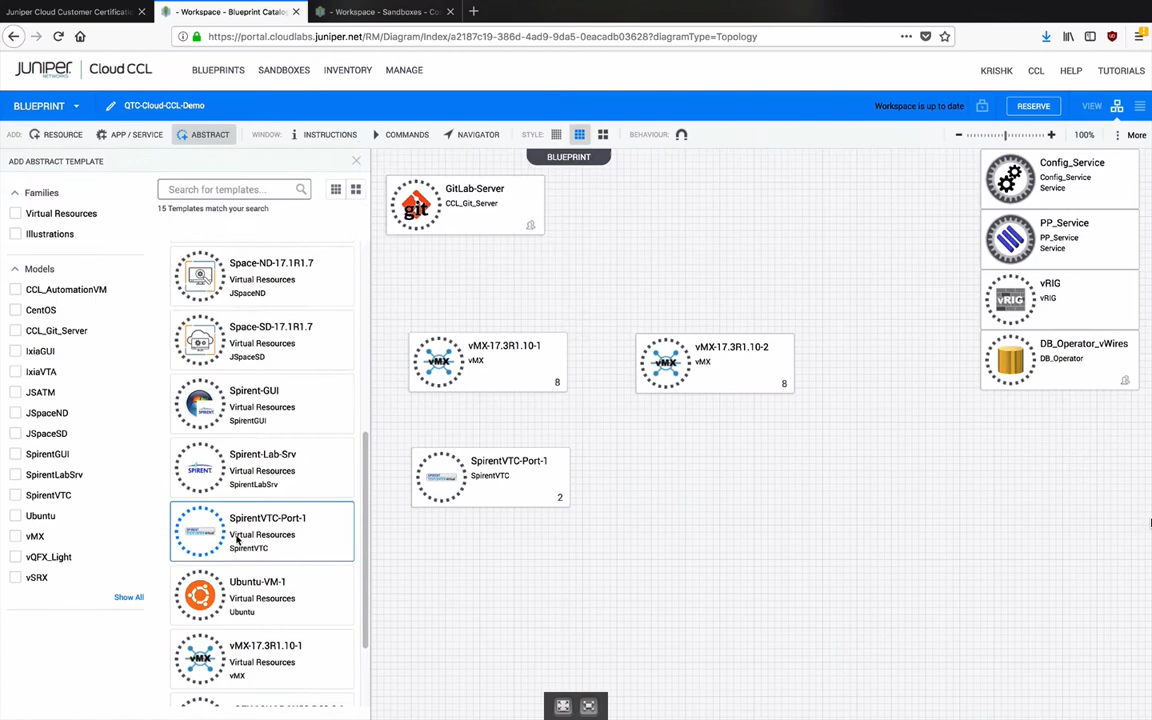 Juniper Cloud Customer Certificatio
- Workspace - Blueprint Catalo
- Workspace - Sandboxes - Co
https://portal.cloudlabs.juniper.net/RM/Diagram/Index/a2187c19-386d-4ad9-9da5-0eacadb03628?diagramType=Topology
JUNIPER NETWORKS Cloud CCL BLUEPRINTS SANDBOXES INVENTORY MANAGE KRISHK CCL HELP TUTORIALS
BLUEPRINT QTC-Cloud-CCL-Demo Workspace is up to date RESERVE VIEW
ADD: RESOURCE APP / SERVICE ABSTRACT WINDOW: INSTRUCTIONS COMMANDS NAVIGATOR STYLE: BEHAVIOUR: 100% More
ADD ABSTRACT TEMPLATE
Families
Virtual Resources
Illustrations
Models
CCL_AutomationVM
CentOS
CCL_Git_Server
IxiaGUI
IxiaVTA
JSATM
JSpaceND
JSpaceSD
SpirentGUI
SpirentLabSrv
SpirentVTC
Ubuntu
vMX
vQFX_Light
vSRX
Show All
Search for templates...
15 Templates match your search
Space-ND-17.1R1.7
Virtual Resources
JSpaceND
Space-SD-17.1R1.7
Virtual Resources
JSpaceSD
Spirent-GUI
Virtual Resources
SpirentGUI
SPIRENT
Spirent-Lab-Srv
Virtual Resources
SpirentLabSrv
SPIRENT
SpirentVTC-Port-1
Virtual Resources
SpirentVTC
Ubuntu-VM-1
Virtual Resources
Ubuntu
vMX-17.3R1.10-1
Virtual Resources
vMX
vMX
BLUEPRINT
git
GitLab-Server
CCL_Git_Server
vMX
vMX-17.3R1.10-1
vMX
8
vMX
vMX-17.3R1.10-2
vMX
8
SpirentVTC-Port-1
SpirentVTC
2
Config_Service
Config_Service
Service
PP_Service
PP_Service
Service
vRIG
vRIG
DB_Operator_vWires
DB_Operator